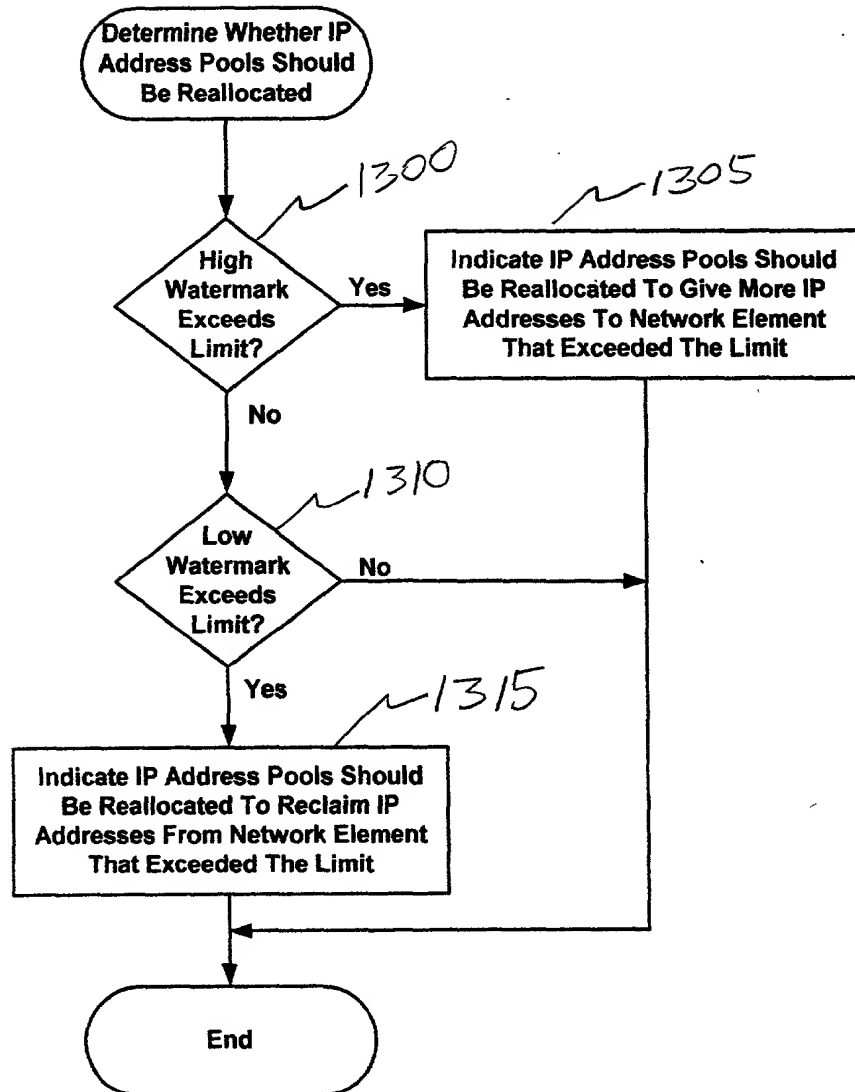 Determine Whether IP
Address Pools Should
Be Reallocated
1300
1305
High
Watermark
Exceeds
Limit?
Yes
Indicate IP Address Pools Should
Be Reallocated To Give More IP
Addresses To Network Element
That Exceeded The Limit
No
1310
Low
Watermark
Exceeds
Limit?
No
Yes
1315
Indicate IP Address Pools Should
Be Reallocated To Reclaim IP
Addresses From Network Element
That Exceeded The Limit
End